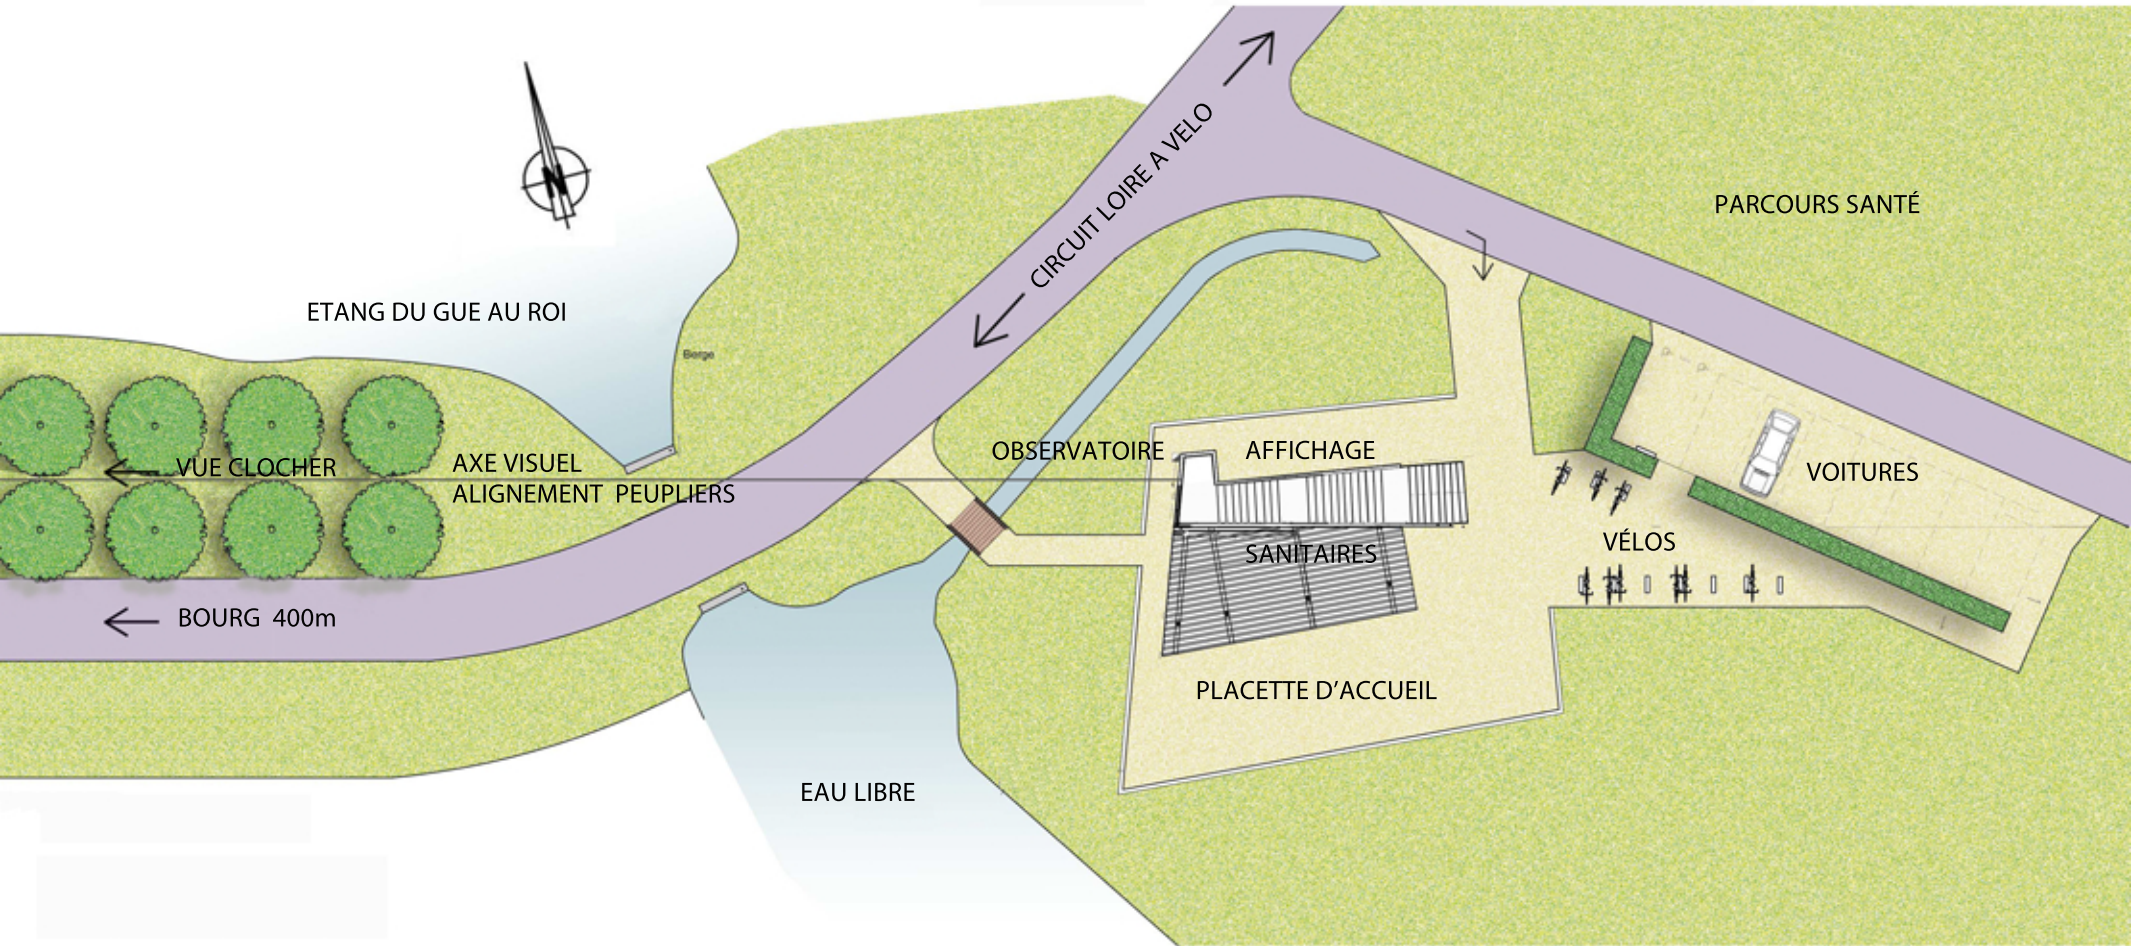 N
CIRCUIT LOIRE A VELO
PARCOURS SANTÉ
ETANG DU GUE AU ROI
Berge
OBSERVATOIRE
AFFICHAGE
VUE CLOCHER
AXE VISUEL
ALIGNEMENT PEUPLIERS
VOITURES
SANITAIRES
VÉLOS
BOURG 400m
PLACETTE D’ACCUEIL
EAU LIBRE